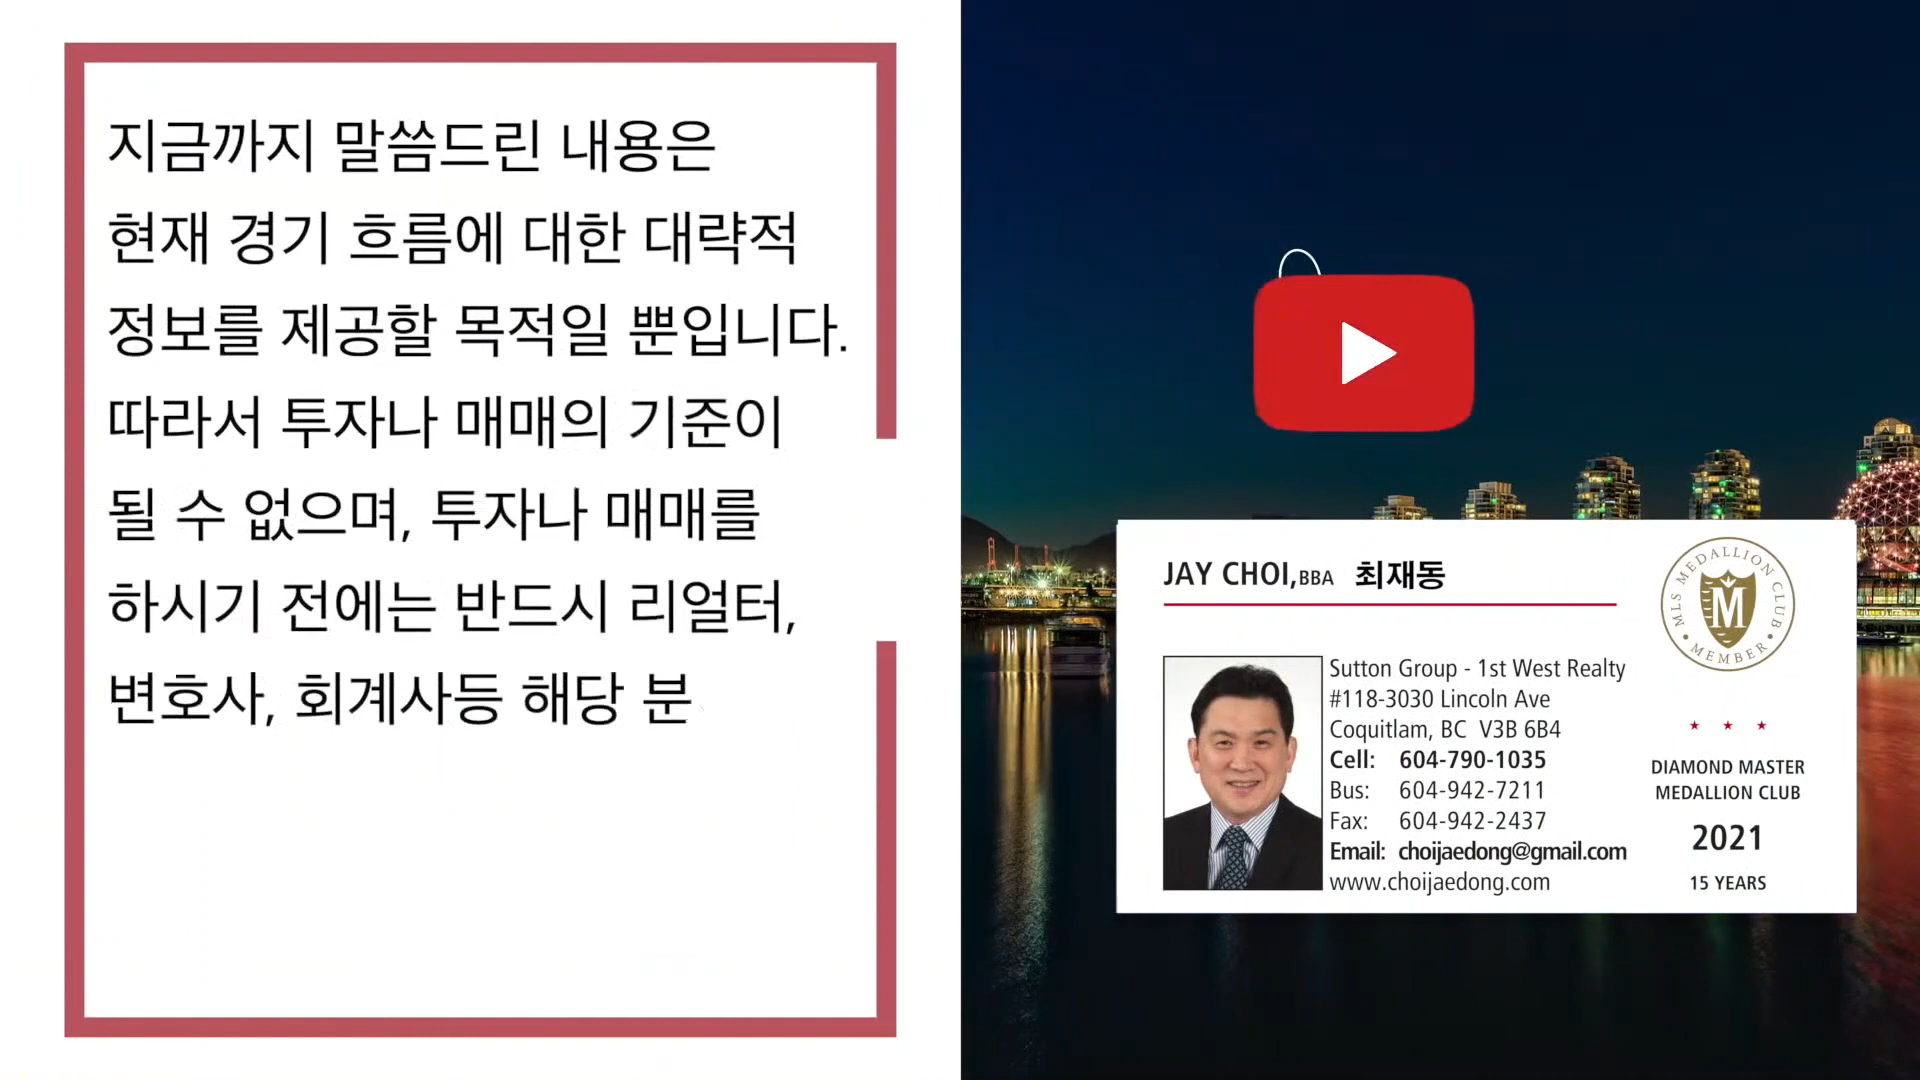 지금까지 말씀드린 내용은
현재 경기 흐름에 대한 대략적
정보를 제공할 목적일 뿐입니다.
따라서 투자나 매매의 기준이
될 수 없으며, 투자나 매매를
하시기 전에는 반드시 리얼터,
변호사, 회계사등 해당 분
JAY CHOI, BBA 최재동
Sutton Group - 1st West Realty
#118-3030 Lincoln Ave
Coquitlam, BC V3B 6B4
Cell: 604-790-1035
Bus: 604-942-7211
Fax: 604-942-2437
Email: choijaedong@gmail.com
www.choijaedong.com
MLS MEDALLION CLUB
M
MEMBER
DIAMOND MASTER
MEDALLION CLUB
2021
15 YEARS